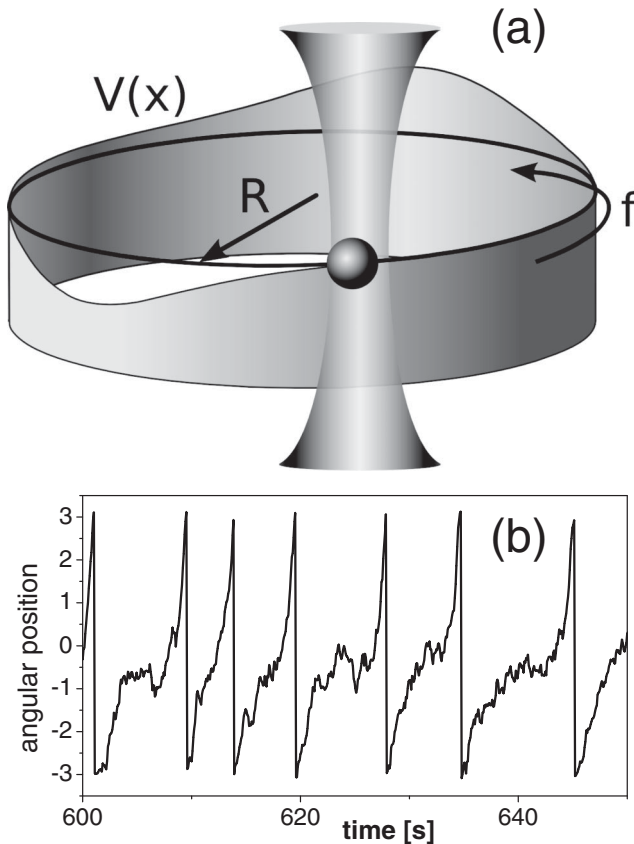 (a)
V(x)
R
f
(b)
3
2
1
0
-1
-2
-3
angular position
600
620
640
time [s]